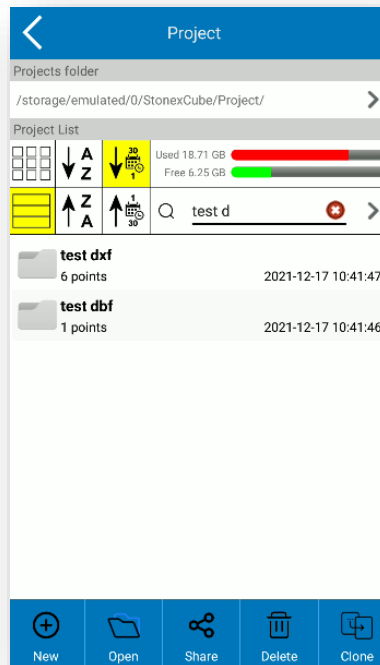 Project
Projects folder
/storage/emulated/0/StonexCube/Project/
Project List
A
Z
30
1
Used 18.71 GB
Free 6.25 GB
Z
A
1
30
test d
test dxf
6 points
2021-12-17 10:41:47
test dbf
1 points
2021-12-17 10:41:46
New
Open
Share
Delete
Clone